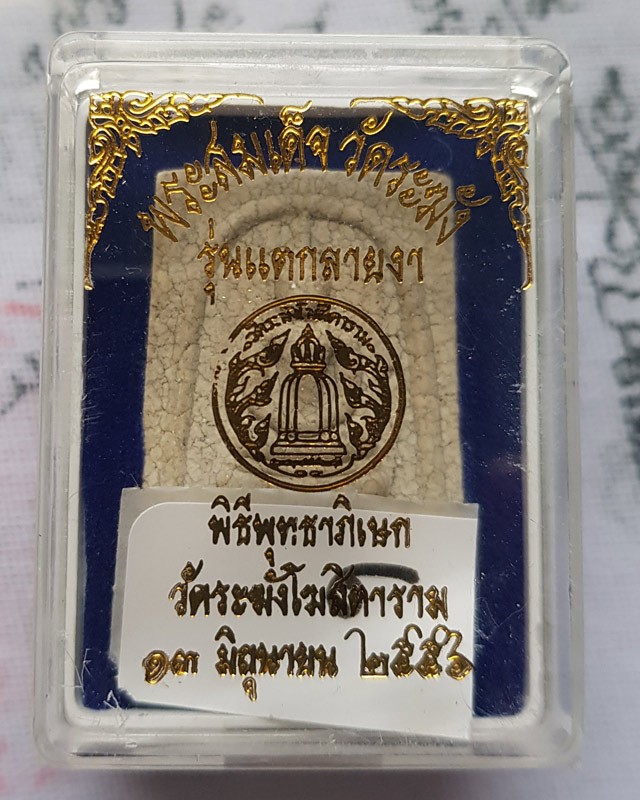 พระสมเด็จ วัดระฆัง
รุ่นแตกลายงา
พิธีพุทธาภิเษก
วัดระฆังโฆสิตาราม
๑๓ มิถุนายน ๒๕๕๖